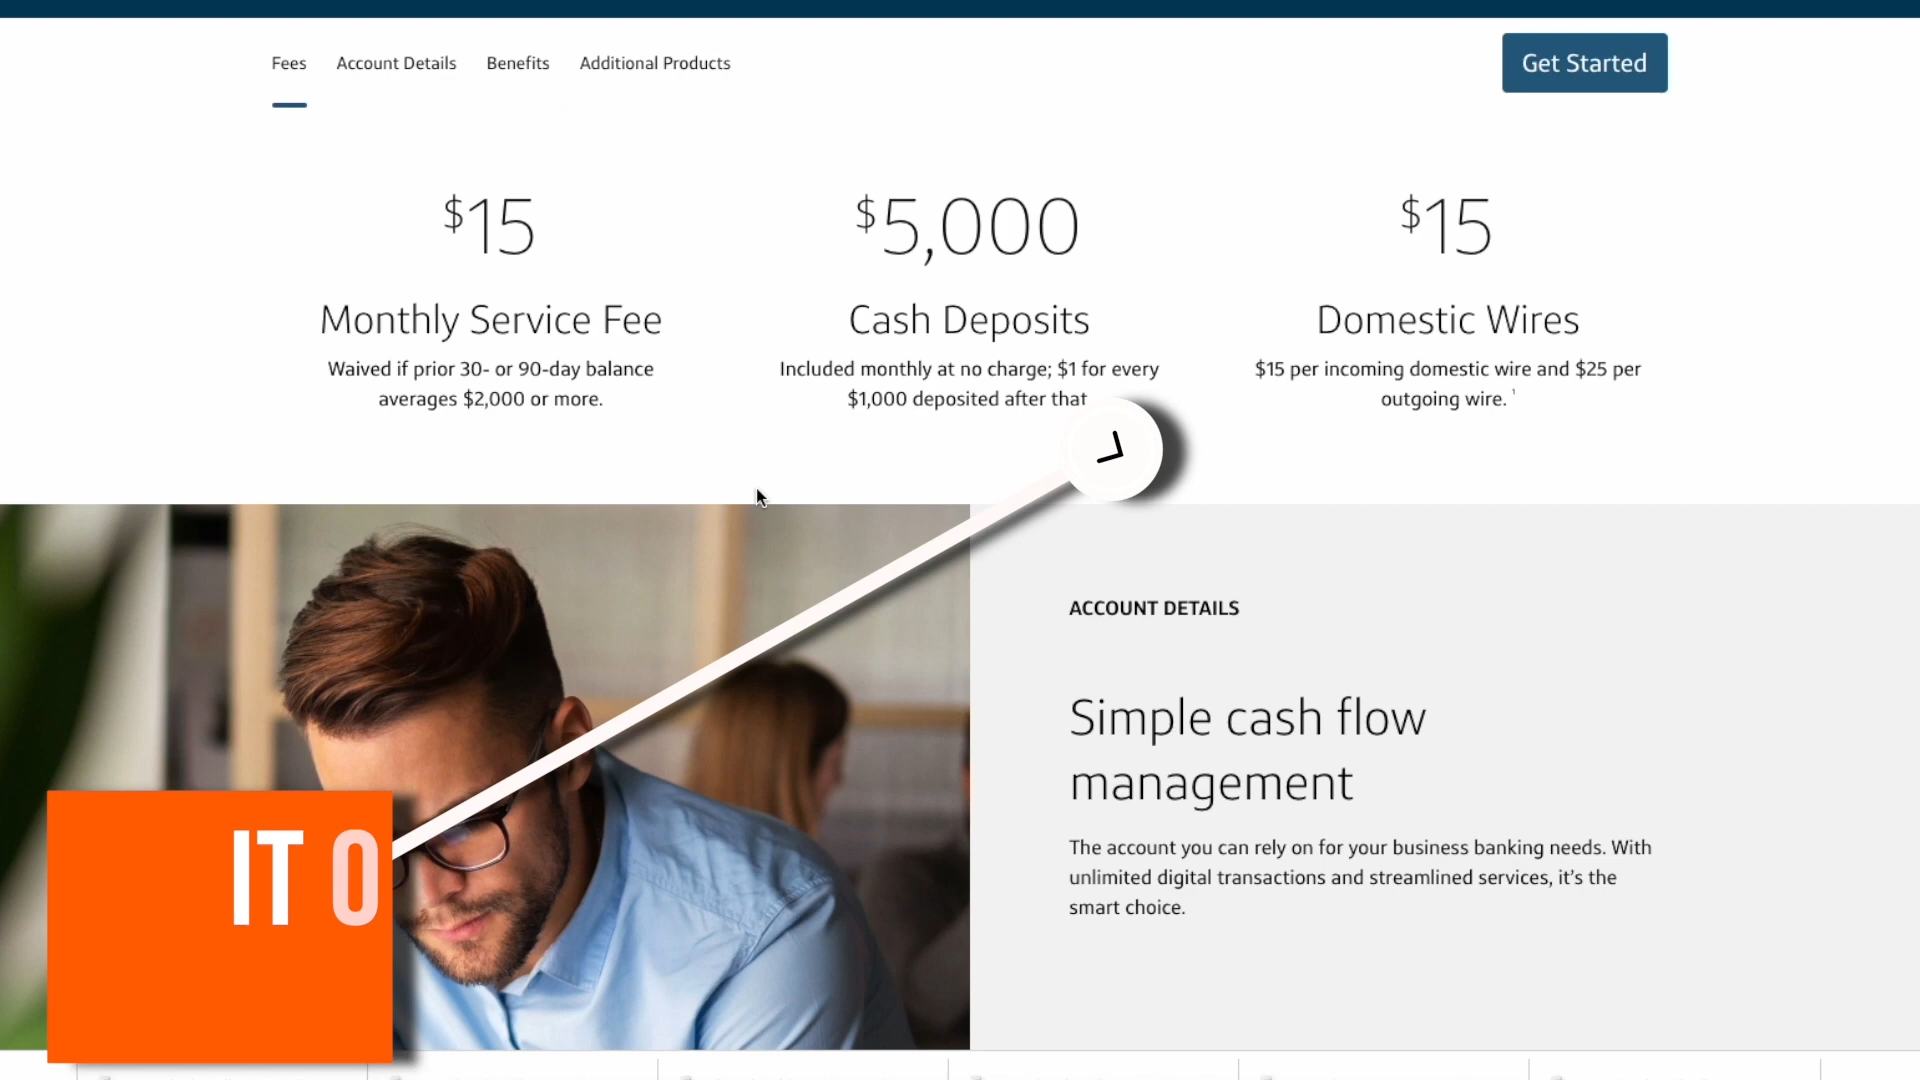 Fees Account Details Benefits Additional Products Get Started
$15
Monthly Service Fee
Waived if prior 30- or 90-day balance
averages $2,000 or more.
$5,000
Cash Deposits
Included monthly at no charge; $1 for every
$1,000 deposited after that
$15
Domestic Wires
$15 per incoming domestic wire and $25 per
outgoing wire. 1
ACCOUNT DETAILS
Simple cash flow
management
The account you can rely on for your business banking needs. With
unlimited digital transactions and streamlined services, it's the
smart choice.
IT O